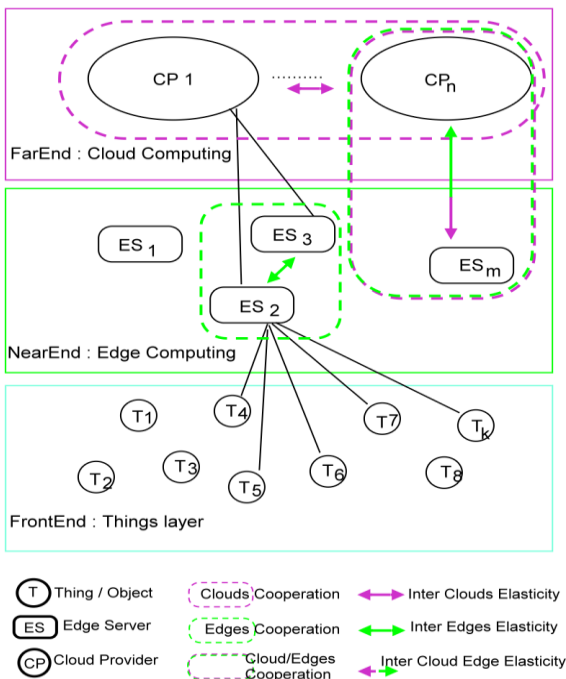 CP 1
..........
CPn
FarEnd : Cloud Computing
ES 1
ES 3
ESm
ES 2
NearEnd : Edge Computing
T1
T4
T7
Tk
T2
T3
T5
T6
T8
FrontEnd : Things layer
T Thing / Object
Clouds Cooperation
Inter Clouds Elasticity
ES Edge Server
Edges Cooperation
Inter Edges Elasticity
CP Cloud Provider
Cloud/Edges
Cooperation
Inter Cloud Edge Elasticity